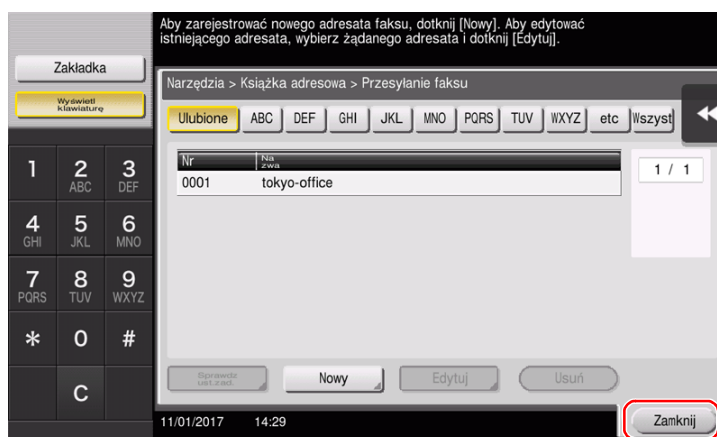 Aby zarejestrować nowego adresata faksu, dotknij [Nowy]. Aby edytować
istniejącego adresata, wybierz żądanego adresata i dotknij [Edytuj].
Zakładka
Wyświetl
klawiaturę
Narzędzia > Książka adresowa > Przesyłanie faksu
Ulubione ABC DEF GHI JKL MNO PQRS TUV WXYZ etc Wszyst
Nr Na
zwa
0001 tokyo-office
1 / 1
1 2 3
ABC DEF
4 5 6
GHI JKL MNO
7 8 9
PQRS TUV WXYZ
* 0 #
C
Sprawdź
ust.zad.
Nowy Edytuj Usuń
11/01/2017 14:29
Zamknij